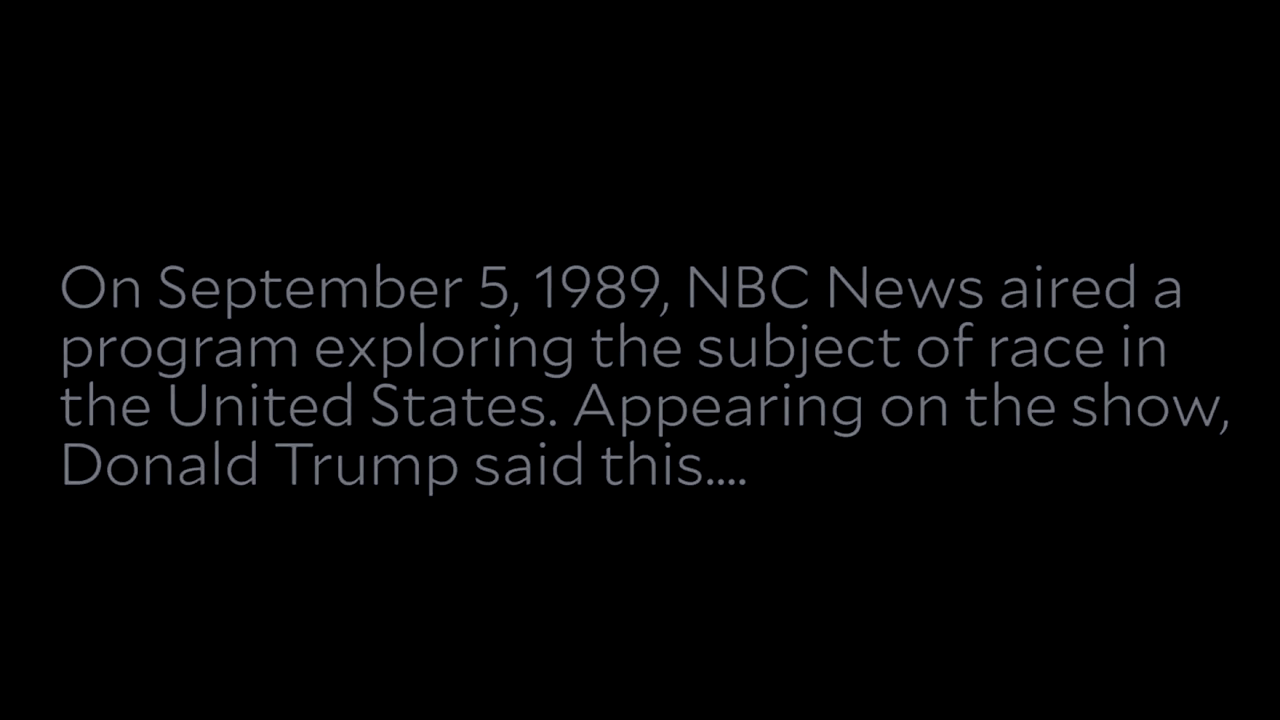 On September 5, 1989, NBC News aired a
program exploring the subject of race in
the United States. Appearing on the show,
Donald Trump said this....